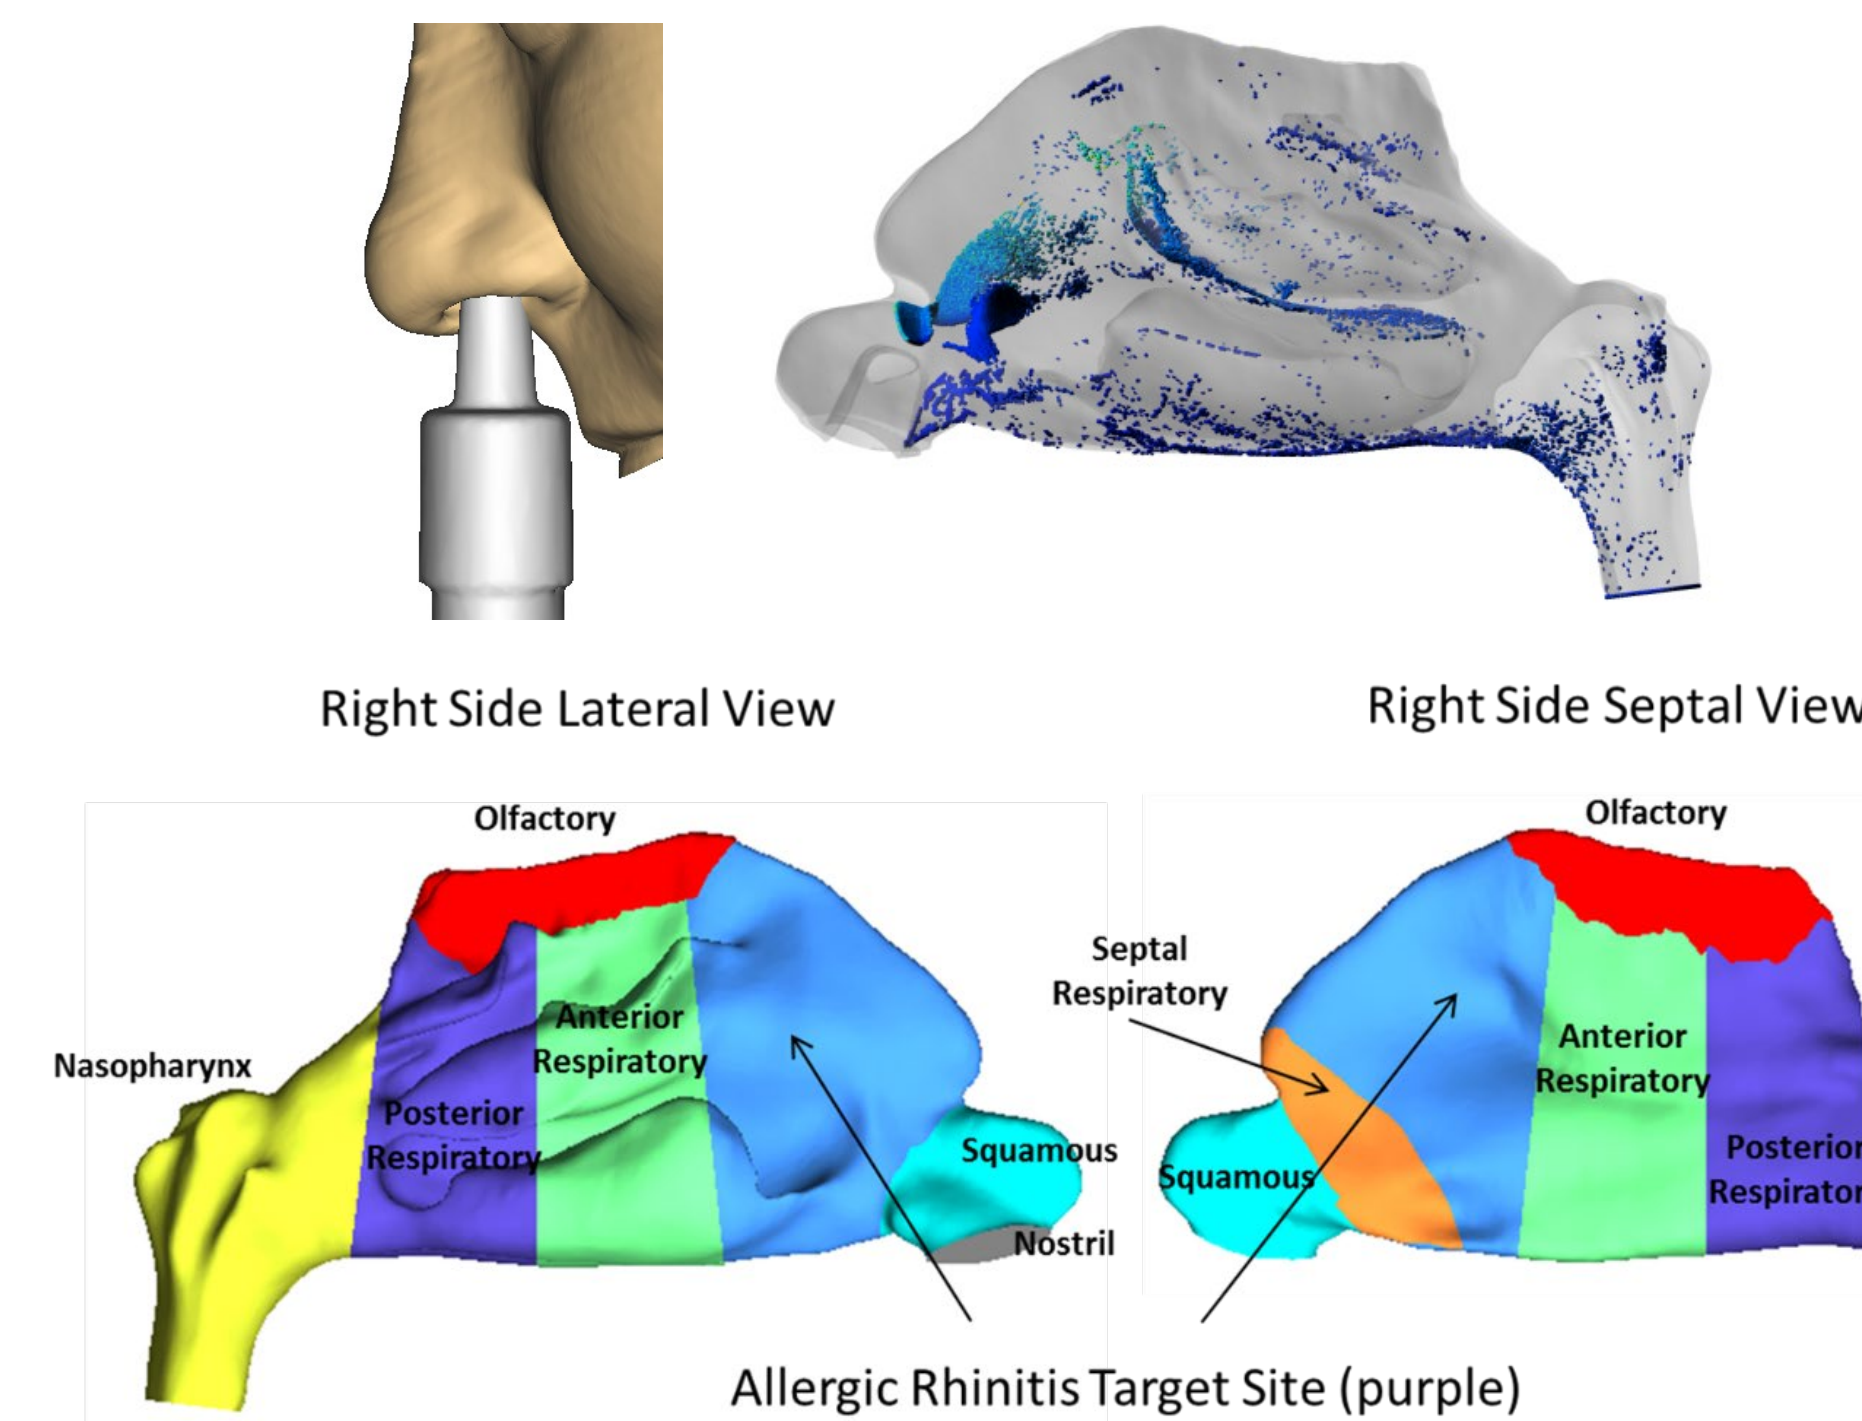 Right Side Lateral View
Right Side Septal View
Olfactory
Nasopharynx
Anterior
Respiratory
Posterior
Respiratory
Squamous
Nostril
Olfactory
Septal
Respiratory
Squamous
Anterior
Respiratory
Posterior
Respirator
Allergic Rhinitis Target Site (purple)